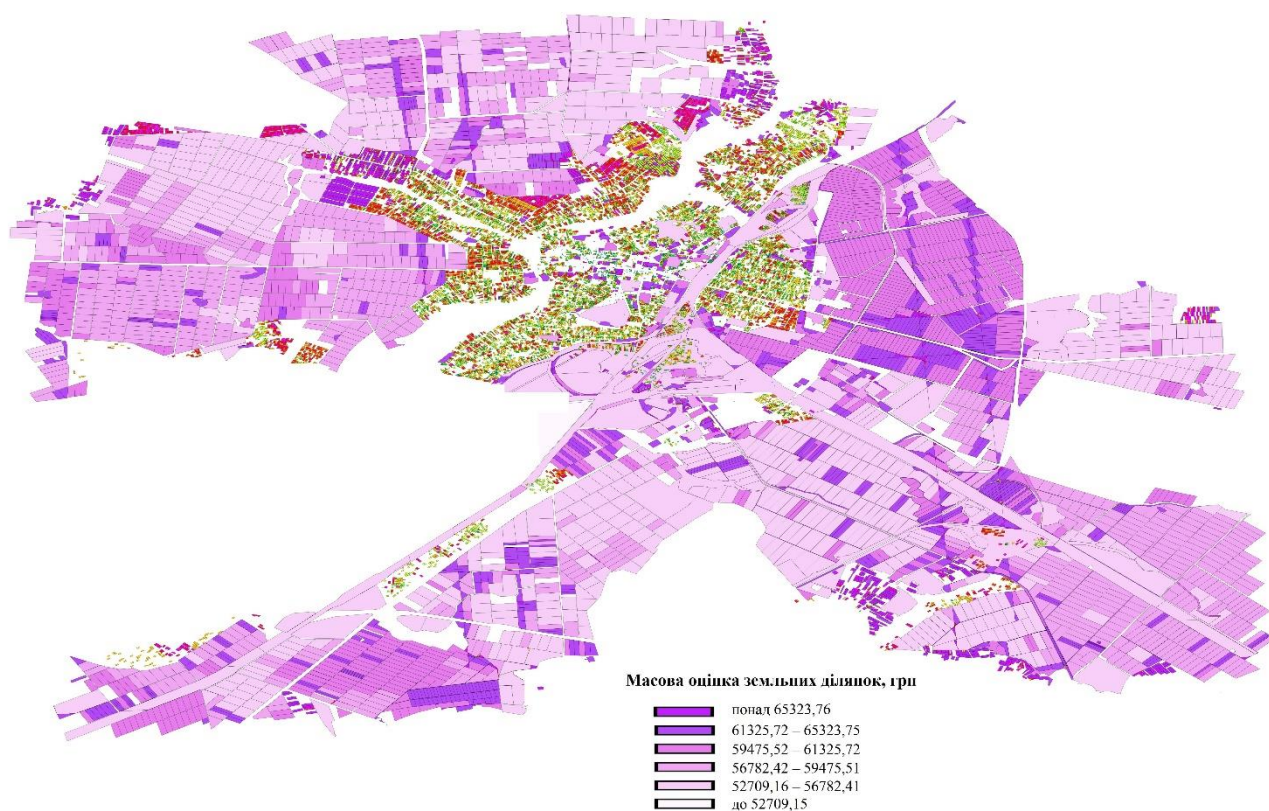 Масова оцінка земльних ділянок, грн
понад 65323,76
61325,72 – 65323,75
59475,52 – 61325,72
56782,42 – 59475,51
52709,16 – 56782,41
до 52709,15